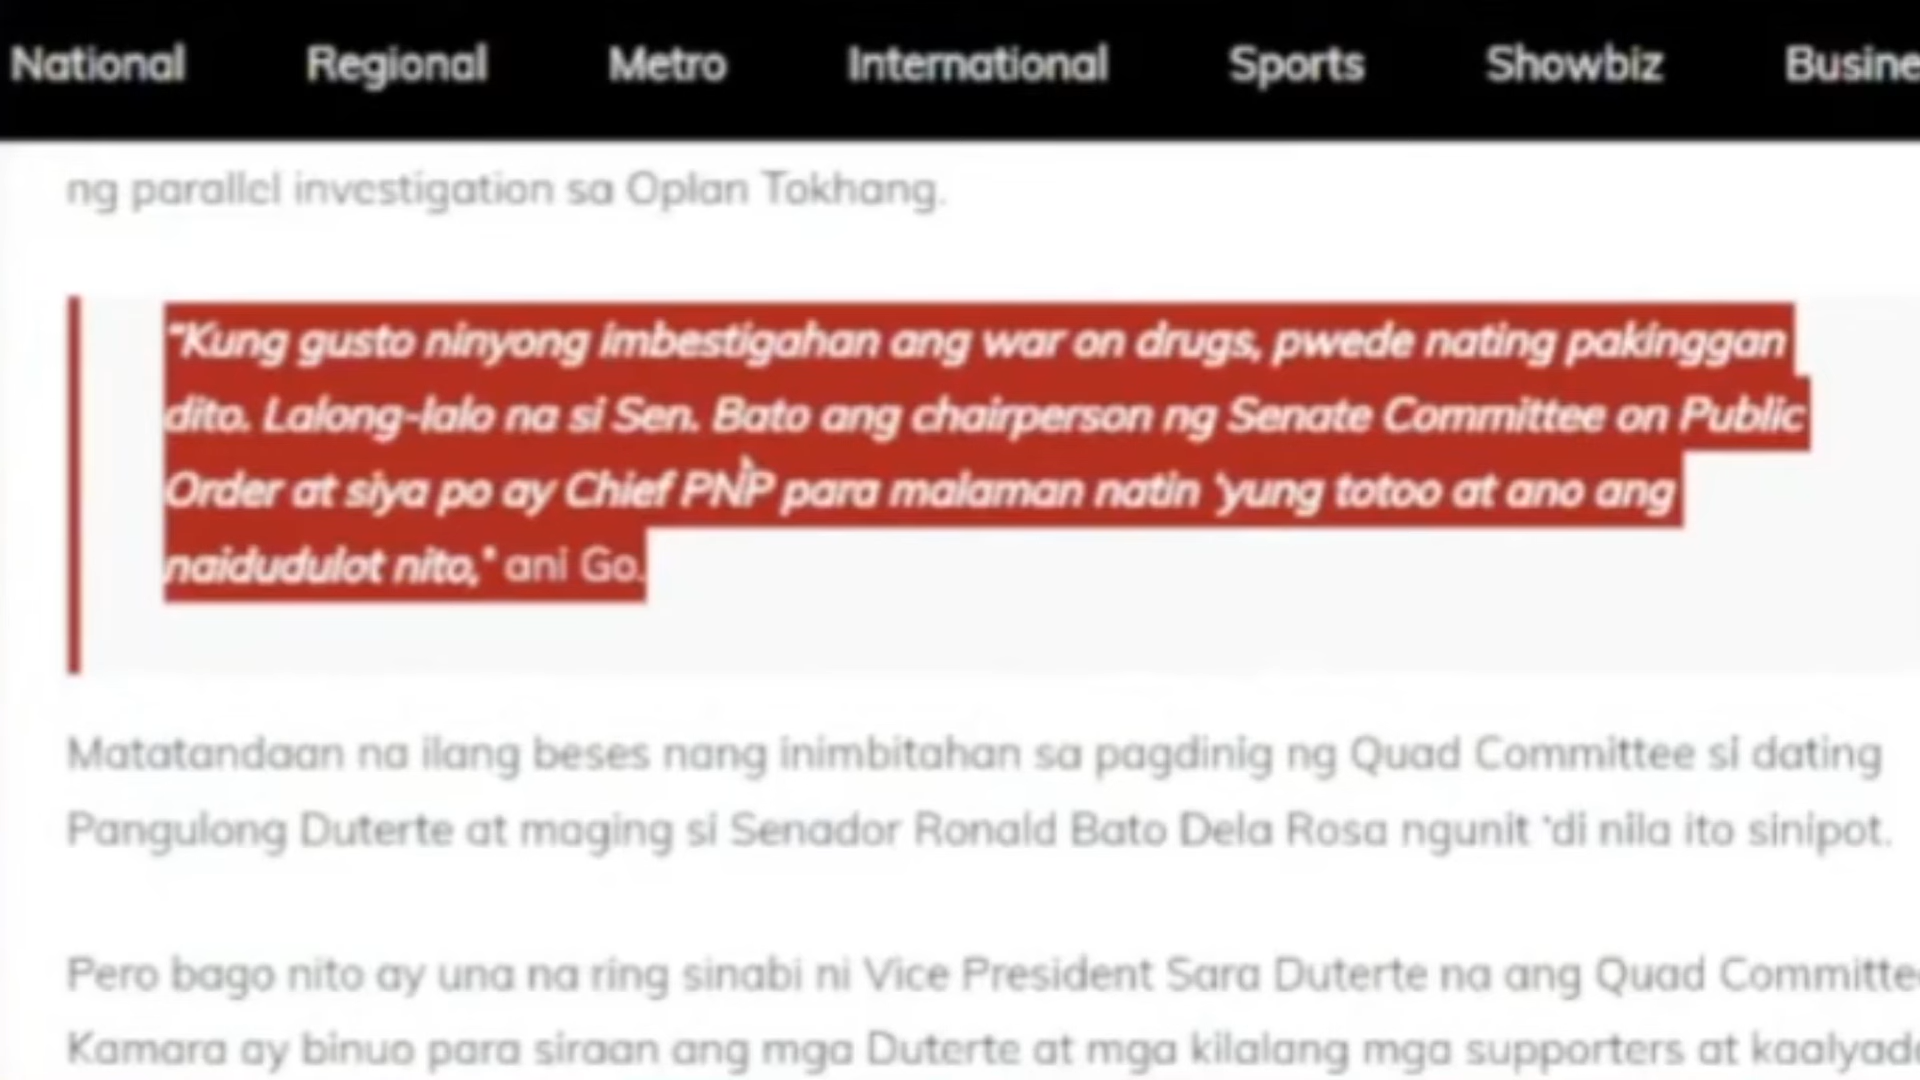 National Regional Metro International Sports Showbiz Busine
ng parallel investigation sa Oplan Tokhang.
"Kung gusto ninyong imbestigahan ang war on drugs, pwede nating pakinggan
dito. Lalong-lalo na si Sen. Bato ang chairperson ng Senate Committee on Public
Order at siya po ay Chief PNP para malaman natin 'yung totoo at ano ang
naidudulot nito," ani Go.
Matatandaan na ilang beses nang inimbitahan sa pagdinig ng Quad Committee si dating
Pangulong Duterte at maging si Senador Ronald Bato Dela Rosa ngunit 'di nila ito sinipot.
Pero bago nito ay una na ring sinabi ni Vice President Sara Duterte na ang Quad Committee
Kamara ay binuo para siraan ang mga Duterte at mga kilalang mga supporters at kaalyado